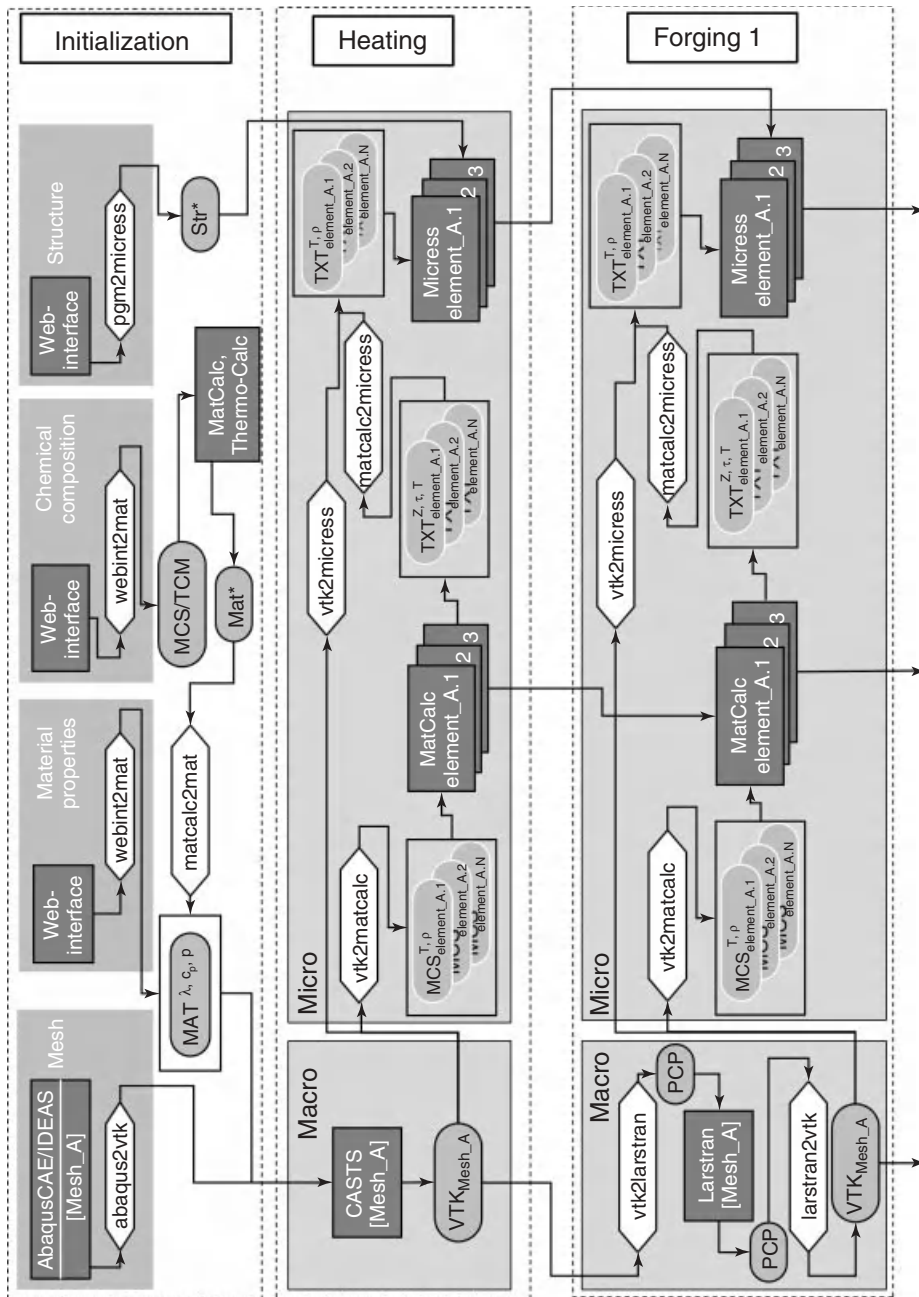 Initialization
Mesh
AbaqusCAE/IDEAS
[Mesh_A]
abaqus2vtk
Material
properties
Web-
interface
webint2mat
MAT λ, cp, p
matcalc2mat
Chemical
composition
Web-
interface
webint2mat
MCS/TCM
Mat*
MatCalc,
Thermo-Calc
Structure
Web-
interface
pgm2micress
Str*
Heating
Macro
CASTS
[Mesh_A]
VTK Mesh_A
Micro
vtk2matcalc
MCS T, ρ element_A.1
element_A.2
element_A.N
MatCalc
element_A.1
2
3
vtk2micress
TXT Z, τ, T element_A.1
element_A.2
element_A.N
matcalc2micress
TXT T, ρ element_A.1
element_A.2
element_A.N
Micress
element_A.1
2
3
Forging 1
Macro
vtk2larstran
PCP
Larstran
[Mesh_A]
PCP
larstran2vtk
VTK Mesh_A
Micro
vtk2matcalc
MCS T, ρ element_A.1
element_A.2
element_A.N
MatCalc
element_A.1
2
3
vtk2micress
TXT Z, τ, T element_A.1
element_A.2
element_A.N
matcalc2micress
TXT T, ρ element_A.1
element_A.2
element_A.N
Micress
element_A.1
2
3